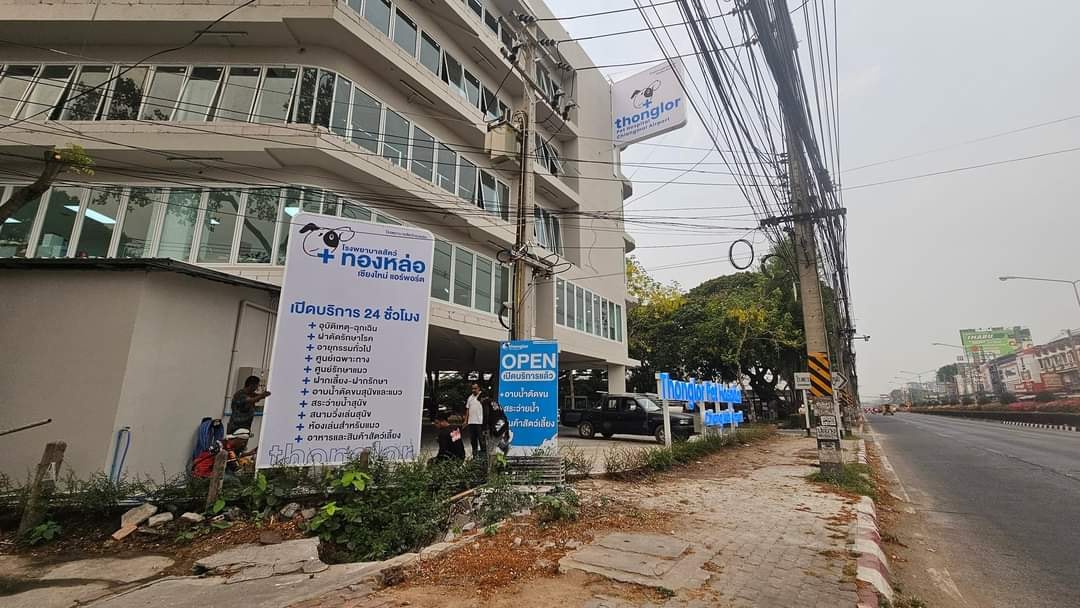 thonglor
Pet Hospital
Chiangmai Airport
โรงพยาบาลสัตว์
ทองหล่อ
เชียงใหม่ แอร์พอร์ต
เปิดบริการ 24 ชั่วโมง
+ อุบัติเหตุ-ฉุกเฉิน
+ ผ่าตัดรักษาโรค
+ อายุกรรมทั่วไป
+ ศูนย์เฉพาะทาง
+ ศูนย์รักษาแมว
+ ฝากเลี้ยง-ฝากรักษา
+ อาบน้ำตัดขนสุนัขและแมว
+ สระว่ายน้ำสุนัข
+ สนามวิ่งเล่นสุนัข
+ ห้องเล่นสำหรับแมว
+ อาหารและสินค้าสัตว์เลี้ยง
thonglor
thonglor
OPEN
เปิดบริการแล้ว
+ อาบน้ำตัดขน
+ สระว่ายน้ำ
สินค้าสัตว์เลี้ยง
Thonglor Pet Hospital
Chiangmai Airport